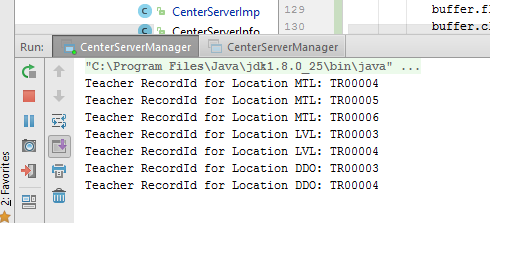 CenterServerImp
CenterServerInfo
129
130
buffer.f
buffer.c
Run:
CenterServerManager
CenterServerManager
"C:\Program Files\Java\jdk1.8.0_25\bin\java" ...
Teacher RecordId for Location MTL: TR00004
Teacher RecordId for Location MTL: TR00005
Teacher RecordId for Location MTL: TR00006
Teacher RecordId for Location LVL: TR00003
Teacher RecordId for Location LVL: TR00004
Teacher RecordId for Location DDO: TR00003
Teacher RecordId for Location DDO: TR00004
2: Favorites